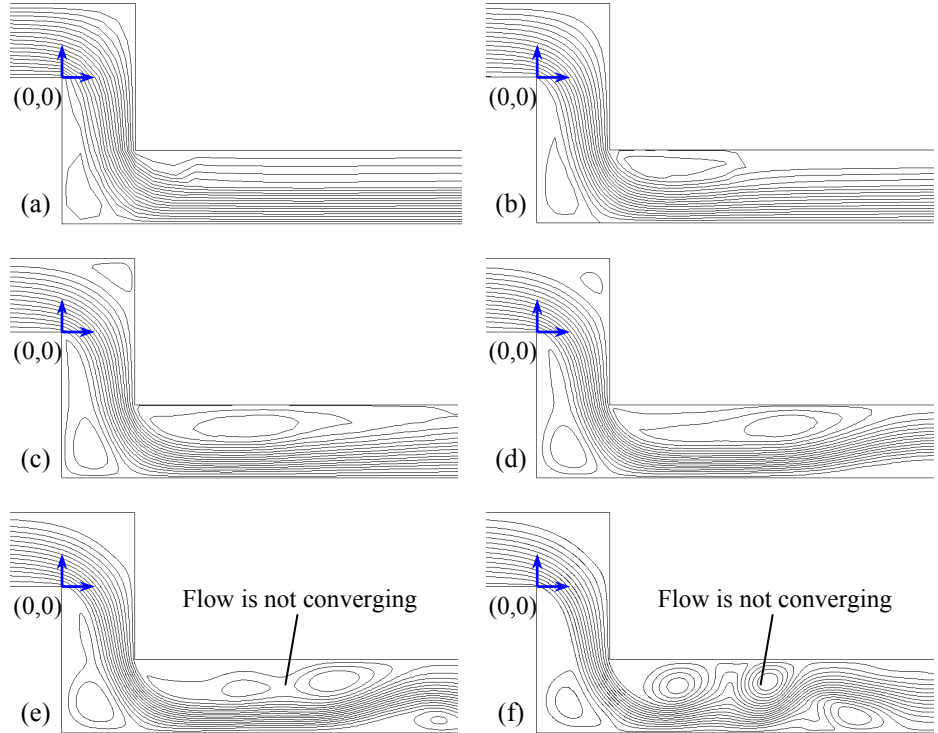 (0,0)
(a)
(0,0)
(b)
(0,0)
(c)
(0,0)
(d)
Flow is not converging
(0,0)
(e)
Flow is not converging
(0,0)
(f)